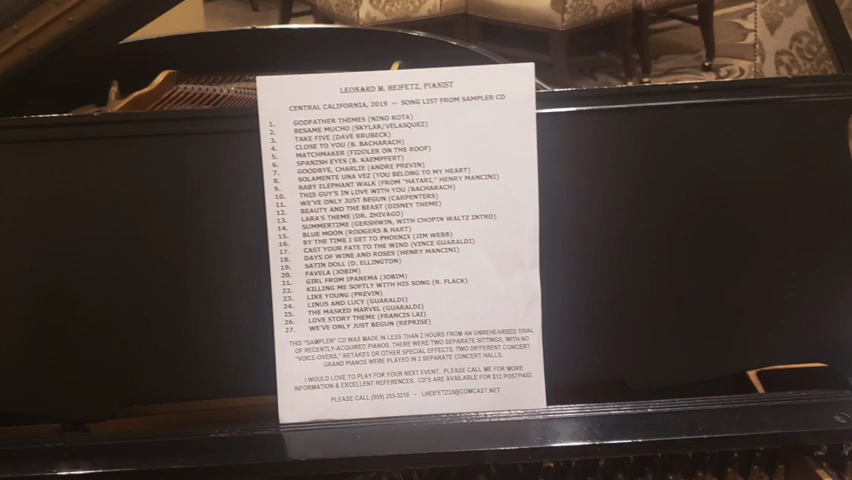 LEONARD M. HEIFETZ, PIANIST
CENTRAL CALIFORNIA, 2019 ~ SONG LIST FROM SAMPLER CD
1. GODFATHER THEMES (NINO ROTA)
2. BESAME MUCHO (SKYLAR/VELASQUEZ)
3. TAKE FIVE (DAVE BRUBECK)
4. CLOSE TO YOU (B. BACHARACH)
5. MATCHMAKER (FIDDLER ON THE ROOF)
6. SPANISH EYES (B. KAEMPFERT)
7. GOODBYE, CHARLIE (ANDRE PREVIN)
8. SOLAMENTE UNA VEZ (YOU BELONG TO MY HEART)
9. BABY ELEPHANT WALK (FROM "HATARI," HENRY MANCINI)
10. THIS GUY'S IN LOVE WITH YOU (BACHARACH)
11. WE'VE ONLY JUST BEGUN (CARPENTERS)
12. BEAUTY AND THE BEAST (DISNEY THEME)
13. LARA'S THEME (DR. ZHIVAGO)
14. SUMMERTIME (GERSHWIN, WITH CHOPIN WALTZ INTRO)
15. BLUE MOON (RODGERS & HART)
16. BY THE TIME I GET TO PHOENIX (JIM WEBB)
17. CAST YOUR FATE TO THE WIND (VINCE GUARALDI)
18. DAYS OF WINE AND ROSES (HENRY MANCINI)
19. SATIN DOLL (D. ELLINGTON)
20. FAVELA (JOBIM)
21. GIRL FROM IPANEMA (JOBIM)
22. KILLING ME SOFTLY WITH HIS SONG (R. FLACK)
23. LIKE YOUNG (PREVIN)
24. LINUS AND LUCY (GUARALDI)
25. THE MASKED MARVEL (GUARALDI)
26. LOVE STORY THEME (FRANCIS LAI)
27. WE'VE ONLY JUST BEGUN (REPRISE)
THIS "SAMPLER" CD WAS MADE IN LESS THAN 2 HOURS FROM AN UNREHEARSED TRIAL
OF RECENTLY-ACQUIRED PIANOS. THERE WERE TWO SEPARATE SITTINGS, WITH NO
"VOICE-OVERS," RETAKES OR OTHER SPECIAL EFFECTS. TWO DIFFERENT CONCERT
GRAND PIANOS WERE PLAYED IN 2 SEPARATE CONCERT HALLS.
I WOULD LOVE TO PLAY FOR YOUR NEXT EVENT. PLEASE CALL ME FOR MORE
INFORMATION & EXCELLENT REFERENCES. CD'S ARE AVAILABLE FOR $12 POSTPAID.
PLEASE CALL (959) 255-3210 ~ LHEIFETZ33@COMCAST.NET